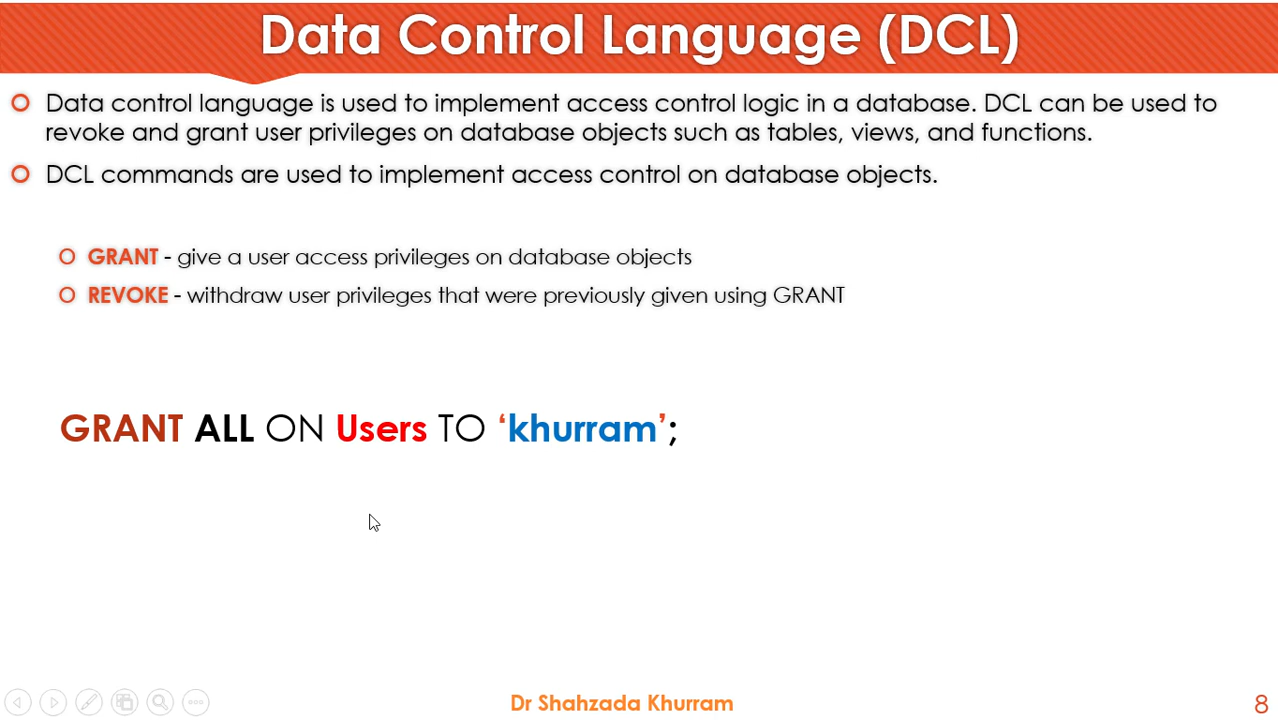 Data Control Language (DCL)
Data control language is used to implement access control logic in a database. DCL can be used to
revoke and grant user privileges on database objects such as tables, views, and functions.
DCL commands are used to implement access control on database objects.
GRANT - give a user access privileges on database objects
REVOKE - withdraw user privileges that were previously given using GRANT
GRANT ALL ON Users TO ‘khurram’;
Dr Shahzada Khurram
8